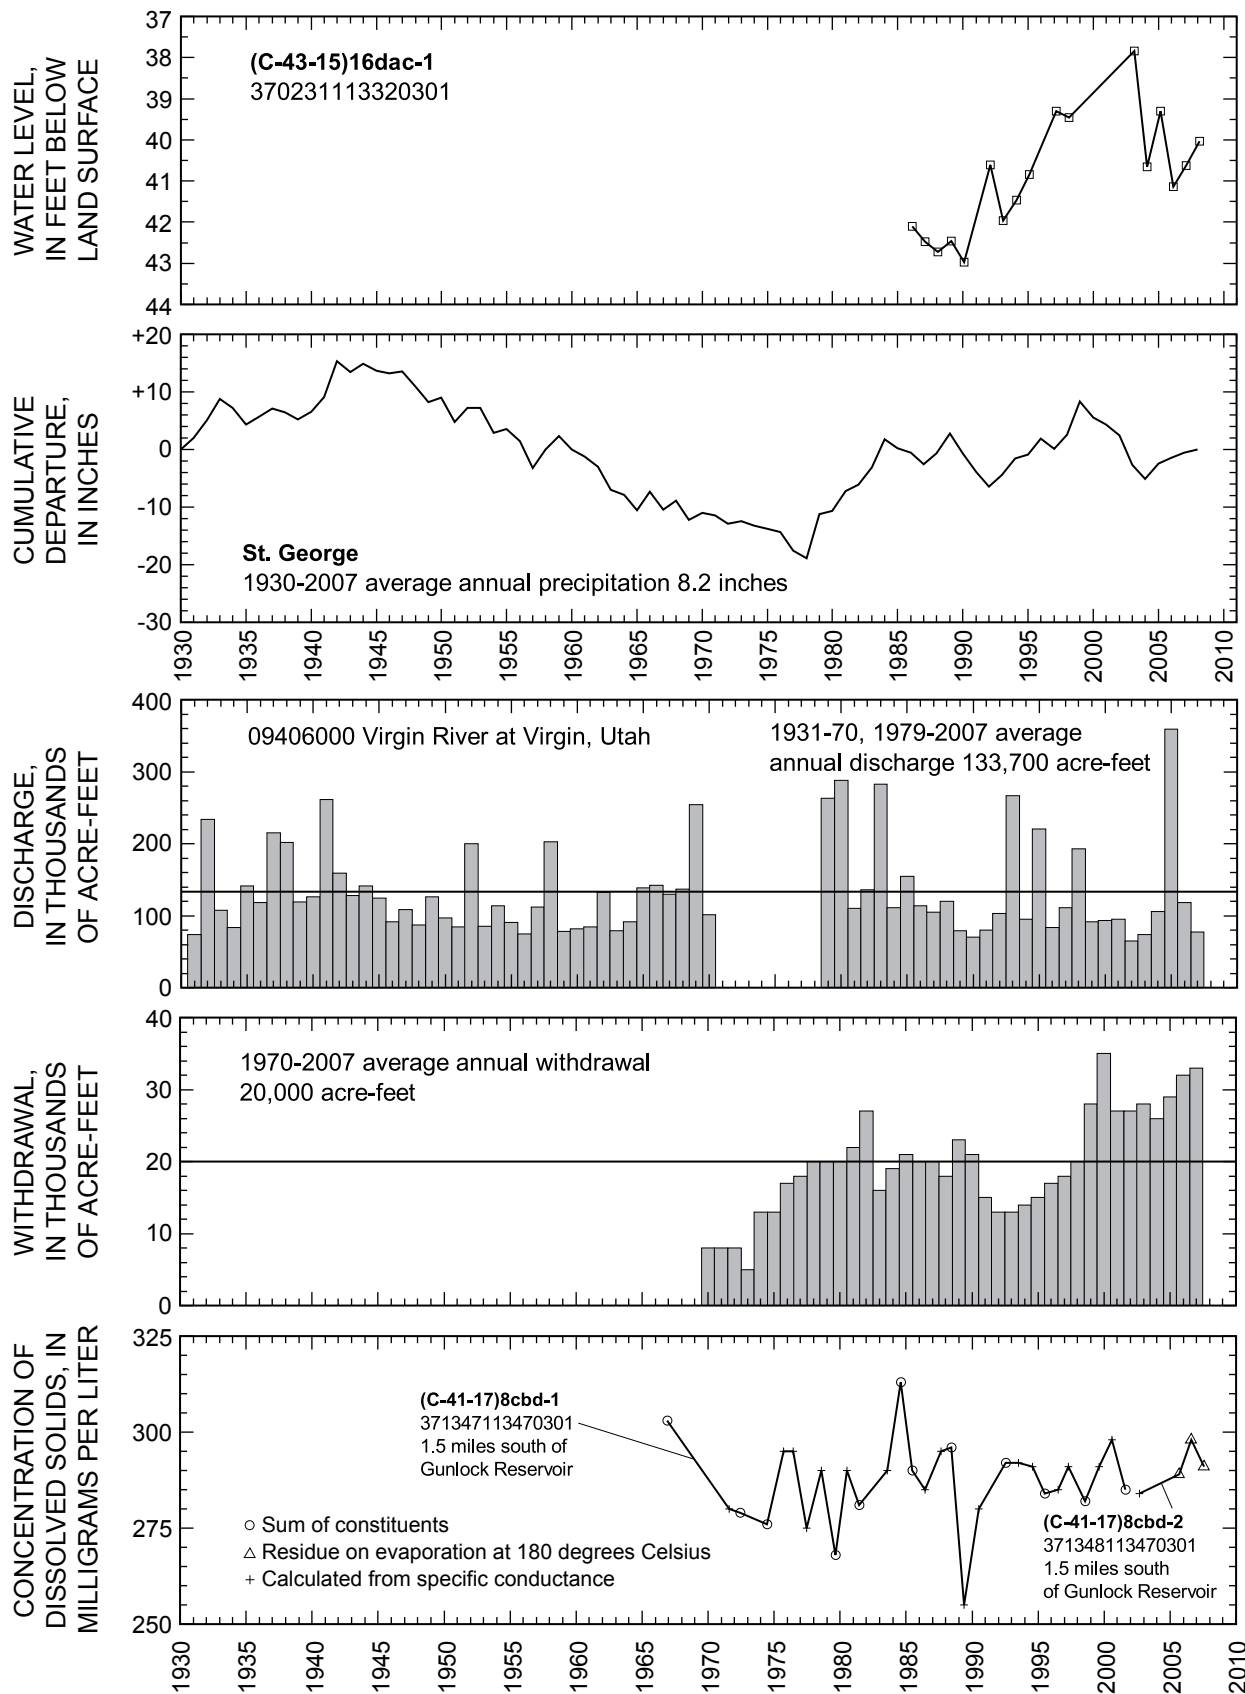 WATER LEVEL,
IN FEET BELOW
LAND SURFACE
37
38
39
40
41
42
43
44
(C-43-15)16dac-1
370231113320301
CUMULATIVE
DEPARTURE,
IN INCHES
+20
+10
0
-10
-20
-30
St. George
1930-2007 average annual precipitation 8.2 inches
1930
1935
1940
1945
1950
1955
1960
1965
1970
1975
1980
1985
1990
1995
2000
2005
2010
DISCHARGE,
IN THOUSANDS
OF ACRE-FEET
400
300
200
100
0
09406000 Virgin River at Virgin, Utah
1931-70, 1979-2007 average
annual discharge 133,700 acre-feet
WITHDRAWAL,
IN THOUSANDS
OF ACRE-FEET
40
30
20
10
0
1970-2007 average annual withdrawal
20,000 acre-feet
CONCENTRATION OF
DISSOLVED SOLIDS, IN
MILLIGRAMS PER LITER
325
300
275
250
(C-41-17)8cbd-1
371347113470301
1.5 miles south of
Gunlock Reservoir
Sum of constituents
Residue on evaporation at 180 degrees Celsius
Calculated from specific conductance
(C-41-17)8cbd-2
371348113470301
1.5 miles south
of Gunlock Reservoir
1930
1935
1940
1945
1950
1955
1960
1965
1970
1975
1980
1985
1990
1995
2000
2005
2010